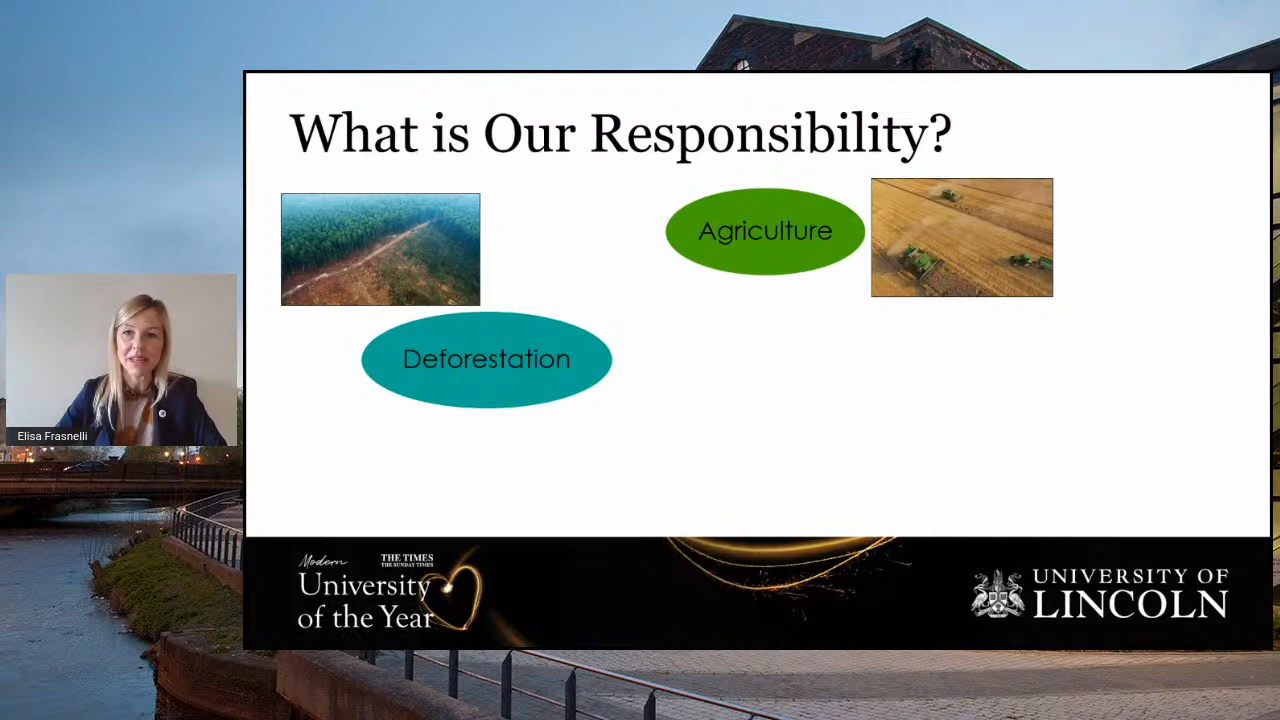 What is Our Responsibility?
Agriculture
Deforestation
Elisa Frasnelli
Modern
THE TIMES
THE SUNDAY TIMES
University
of the Year
UNIVERSITY OF
LINCOLN